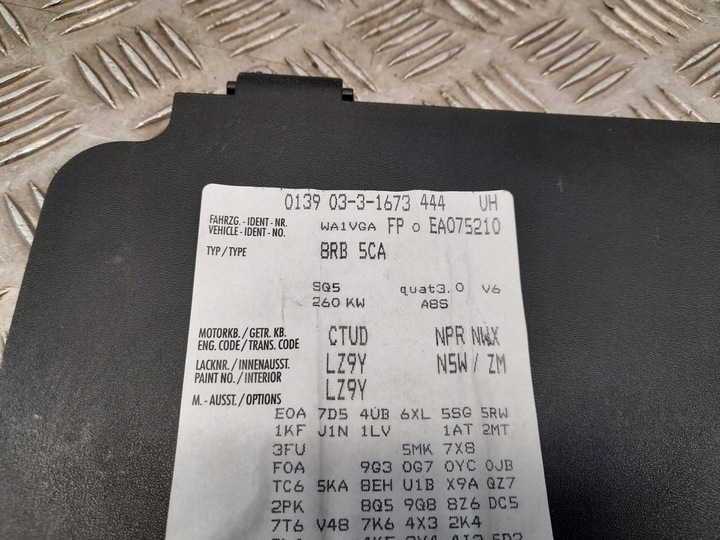 0139 03-3-1673 444 UH
FAHRZG.-IDENT-NR. WA1VGA FP 0 EA075210
VEHICLE-IDENT-NO.
TYP/TYPE 8RB 5CA
SQ5 quat3.0 V6
260 KW A8S
MOTORKB./GETR. KB. CTUD NPR NWX
ENG. CODE/TRANS. CODE
LACKNR./INNENAUSST. LZ9Y N5W / ZM
PAINT NO./INTERIOR LZ9Y
M.-AUSST./OPTIONS
E0A 7D5 4UB 6XL 5SG 5RW
1KF J1N 1LV 1AT 2MT
3FU 5MK 7X8
F0A 9G3 0G7 0YC 0JB
TC6 5KA 8EH U1B X9A QZ7
2PK 8Q5 9Q8 8Z6 DC5
7T6 V48 7K6 4X3 2K4